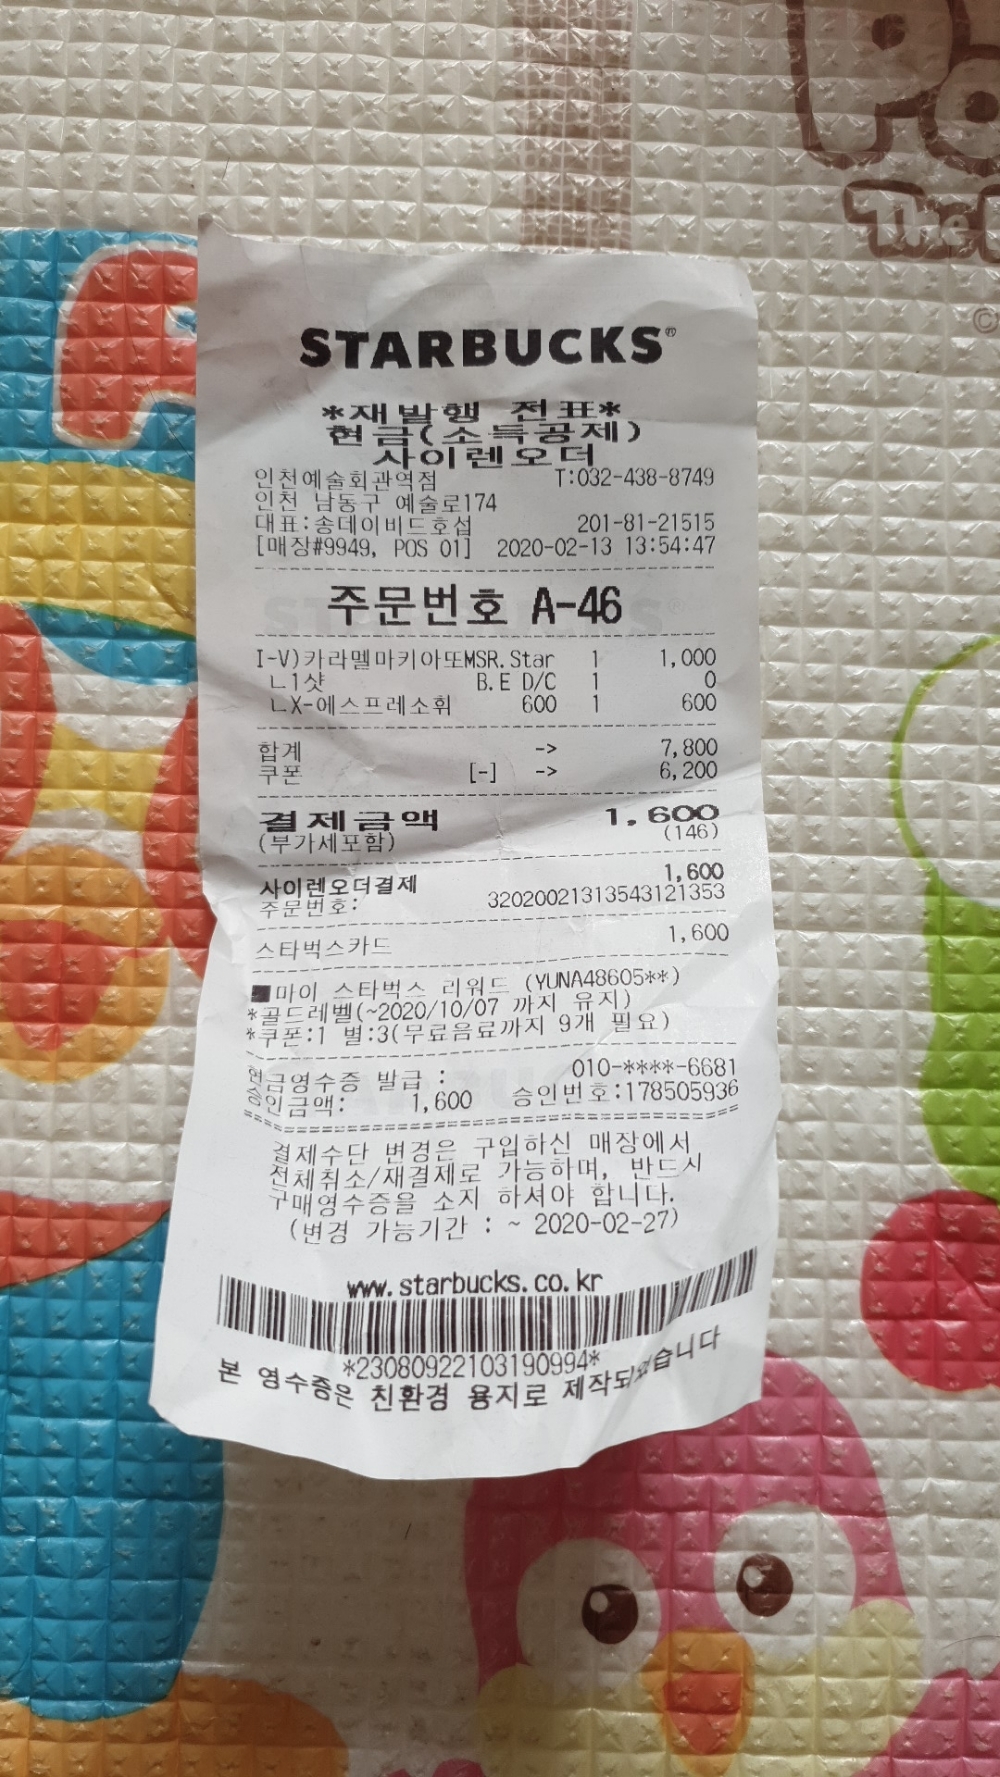 Po
The
©
STARBUCKS®
*재발행 전표*
현금(소득공제)
사이렌오더
인천예술회관역점 T:032-438-8749
인천 남동구 예술로174
대표:송데이비드호섭 201-81-21515
[매장#9949, POS 01] 2020-02-13 13:54:47
주문번호 A-46
I-V)카라멜마키아또MSR.Star 1 1,000
ㄴ1샷 B.E D/C 1 0
ㄴX-에스프레소휘 600 1 600
합계 -> 7,800
쿠폰 [-] -> 6,200
결제금액 1,600
(부가세포함) (146)
사이렌오더결제 1,600
주문번호: 32020021313543121353
스타벅스카드 1,600
■마이 스타벅스 리워드 (YUNA48605**)
*골드레벨(~2020/10/07 까지 유지)
*쿠폰:1 별:3(무료음료까지 9개 필요)
현금영수증 발급 : 010-****-6681
승인금액: 1,600 승인번호:178505936
결제수단 변경은 구입하신 매장에서
전체취소/재결제로 가능하며, 반드시
구매영수증을 소지 하셔야 합니다.
(변경 가능기간 : ~ 2020-02-27)
www.starbucks.co.kr
*23080922103190994*
본 영수증은 친환경 용지로 제작되었습니다